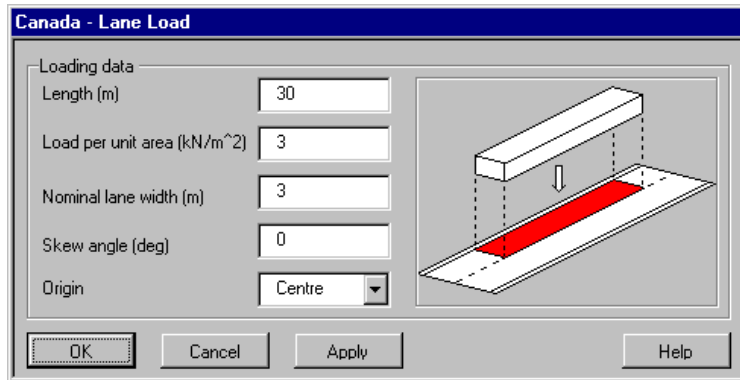 Canada - Lane Load
Loading data
Length (m) 30
Load per unit area (kN/m^2) 3
Nominal lane width (m) 3
Skew angle (deg) 0
Origin Centre
OK Cancel Apply Help